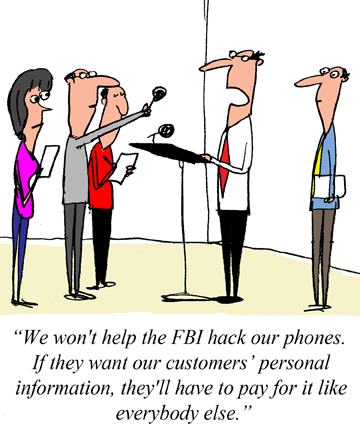 “We won't help the FBI hack our phones.
If they want our customers’ personal
information, they'll have to pay for it like
everybody else.”